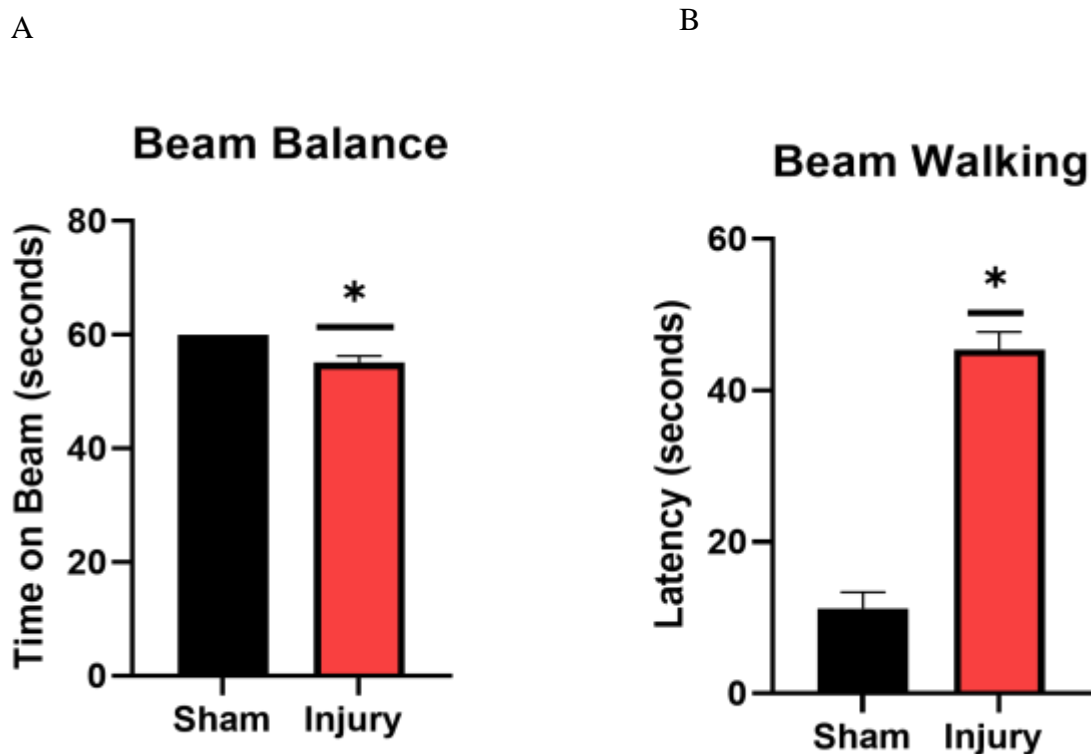 A
Beam Balance
Time on Beam (seconds)
80
60
40
20
0
*
Sham Injury
B
Beam Walking
Latency (seconds)
60
40
20
0
*
Sham Injury